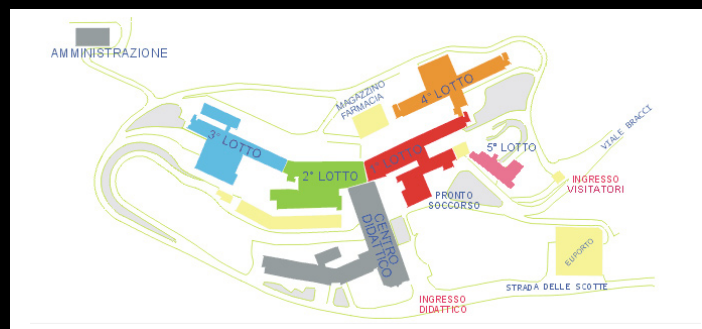 AMMINISTRAZIONE
MAGAZZINO
FARMACIA
4° LOTTO
3° LOTTO
2° LOTTO
1° LOTTO
5° LOTTO
VIALE BRACCI
INGRESSO
VISITATORI
PRONTO
SOCCORSO
CENTRO
DIDATTICO
EUPORTO
STRADA DELLE SCOTTE
INGRESSO
DIDATTICO